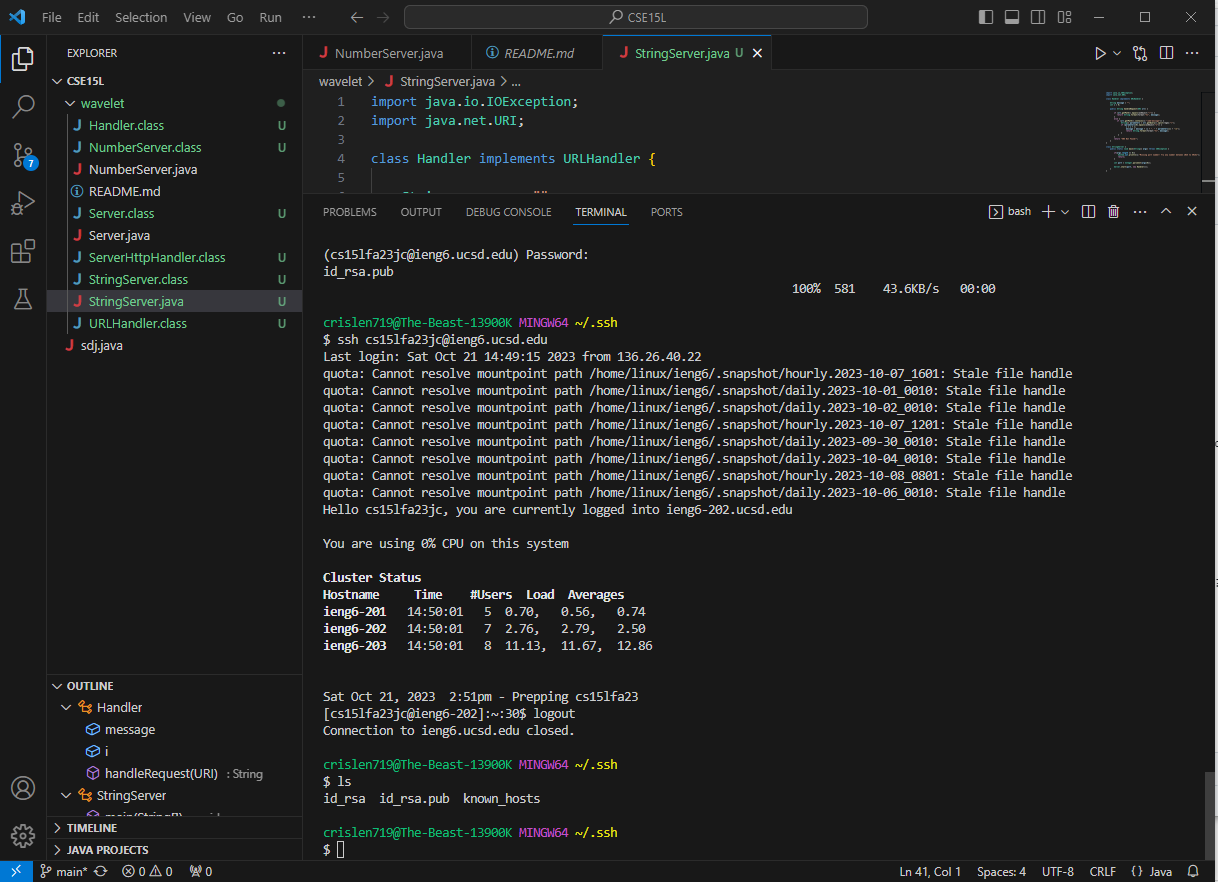 File Edit Selection View Go Run ··· CSE15L
EXPLORER ···
CSE15L
wavelet
Handler.class U
NumberServer.class U
NumberServer.java
README.md
Server.class U
Server.java
ServerHttpHandler.class U
StringServer.class U
StringServer.java U
URLHandler.class U
sdj.java
OUTLINE
Handler
message
i
handleRequest(URI) : String
StringServer
TIMELINE
JAVA PROJECTS
NumberServer.java README.md StringServer.java U
wavelet > StringServer.java > ...
1 import java.io.IOException;
2 import java.net.URI;
3
4 class Handler implements URLHandler {
5
PROBLEMS OUTPUT DEBUG CONSOLE TERMINAL PORTS bash
(cs15lfa23jc@ieng6.ucsd.edu) Password:
id_rsa.pub
100% 581 43.6KB/s 00:00
crislen719@The-Beast-13900K MINGW64 ~/.ssh
$ ssh cs15lfa23jc@ieng6.ucsd.edu
Last login: Sat Oct 21 14:49:15 2023 from 136.26.40.22
quota: Cannot resolve mountpoint path /home/linux/ieng6/.snapshot/hourly.2023-10-07_1601: Stale file handle
quota: Cannot resolve mountpoint path /home/linux/ieng6/.snapshot/daily.2023-10-01_0010: Stale file handle
quota: Cannot resolve mountpoint path /home/linux/ieng6/.snapshot/daily.2023-10-02_0010: Stale file handle
quota: Cannot resolve mountpoint path /home/linux/ieng6/.snapshot/hourly.2023-10-07_1201: Stale file handle
quota: Cannot resolve mountpoint path /home/linux/ieng6/.snapshot/daily.2023-09-30_0010: Stale file handle
quota: Cannot resolve mountpoint path /home/linux/ieng6/.snapshot/daily.2023-10-04_0010: Stale file handle
quota: Cannot resolve mountpoint path /home/linux/ieng6/.snapshot/hourly.2023-10-08_0801: Stale file handle
quota: Cannot resolve mountpoint path /home/linux/ieng6/.snapshot/daily.2023-10-06_0010: Stale file handle
Hello cs15lfa23jc, you are currently logged into ieng6-202.ucsd.edu
You are using 0% CPU on this system
Cluster Status
Hostname Time #Users Load Averages
ieng6-201 14:50:01 5 0.70, 0.56, 0.74
ieng6-202 14:50:01 7 2.76, 2.79, 2.50
ieng6-203 14:50:01 8 11.13, 11.67, 12.86
Sat Oct 21, 2023 2:51pm - Prepping cs15lfa23
[cs15lfa23jc@ieng6-202]:~:30$ logout
Connection to ieng6.ucsd.edu closed.
crislen719@The-Beast-13900K MINGW64 ~/.ssh
$ ls
id_rsa id_rsa.pub known_hosts
crislen719@The-Beast-13900K MINGW64 ~/.ssh
$
7
main* 0 0 0 Ln 41, Col 1 Spaces: 4 UTF-8 CRLF {} Java